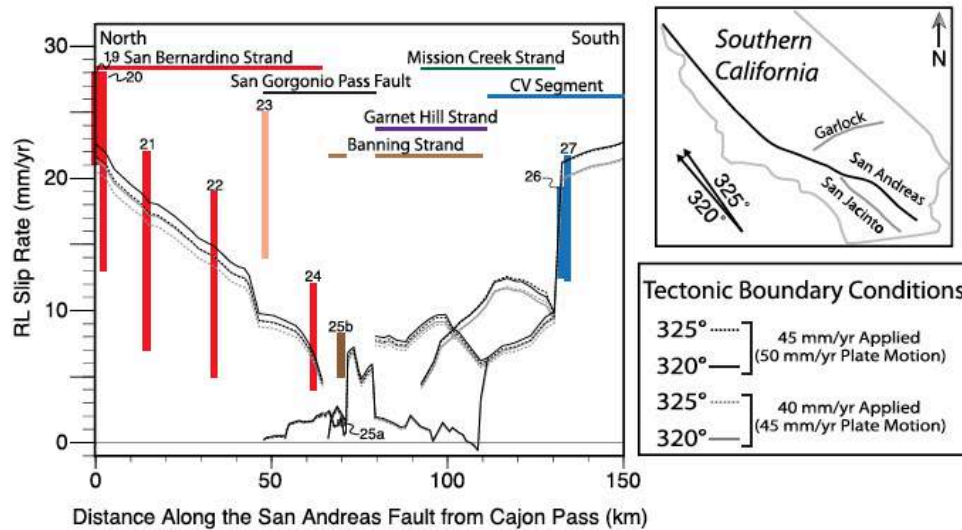 North
South
19 San Bernardino Strand
20
Mission Creek Strand
San Gorgonio Pass Fault
CV Segment
23
Garnet Hill Strand
Banning Strand
21
22
24
25b
25a
26
27
30
20
10
0
RL Slip Rate (mm/yr)
0
50
100
150
Distance Along the San Andreas Fault from Cajon Pass (km)
Southern
California
N
Garlock
San Andreas
San Jacinto
325°
320°
Tectonic Boundary Conditions
325°
320°
45 mm/yr Applied
(50 mm/yr Plate Motion)
325°
320°
40 mm/yr Applied
(45 mm/yr Plate Motion)